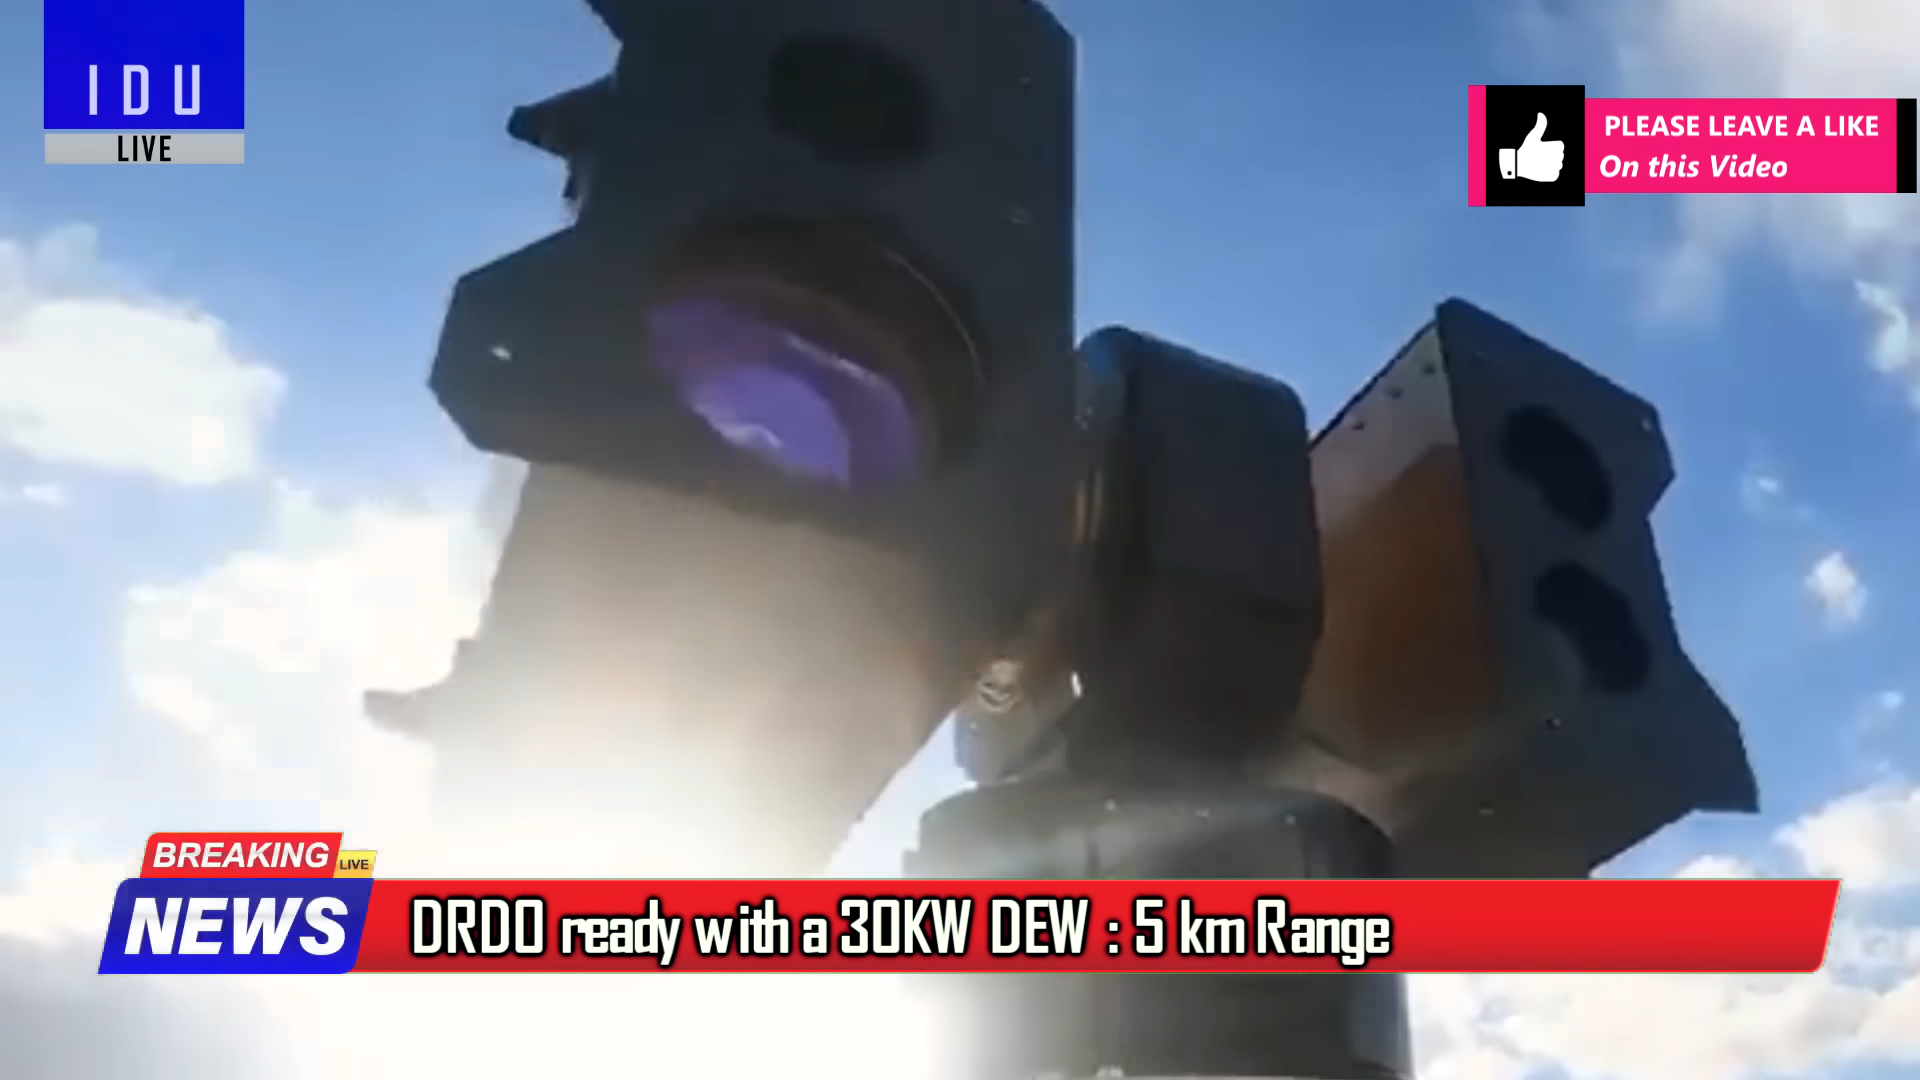 IDU
LIVE
PLEASE LEAVE A LIKE
On this Video
BREAKING
LIVE
NEWS
DRDO ready with a 30KW DEW : 5 km Range